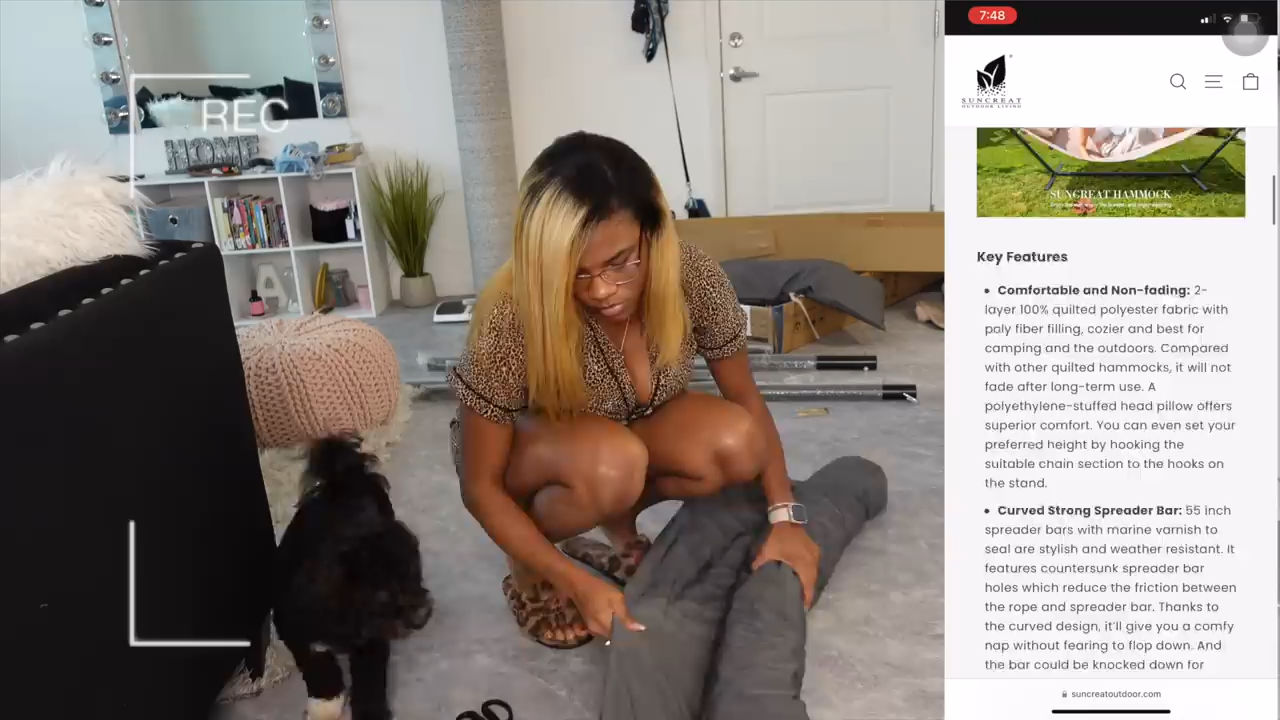 REC
HOME
7:48
SUNCREAT
OUTDOOR LIVING
SUNGREAT HAMMOCK
Key Features
• Comfortable and Non-fading: 2-
layer 100% quilted polyester fabric with
paly fiber filling, cozier and best for
camping and the outdoors. Compared
with other quilted hammocks, it will not
fade after long-term use. A
polyethylene-stuffed head pillow offers
superior comfort. You can even set your
preferred height by hooking the
suitable chain section to the hooks on
the stand.
• Curved Strong Spreader Bar: 55 inch
spreader bars with marine varnish to
seal are stylish and weather resistant. It
features countersunk spreader bar
holes which reduce the friction between
the rope and spreader bar. Thanks to
the curved design, it'll give you a comfy
nap without fearing to flop down. And
the bar could be knocked down for
suncreatoutdoor.com